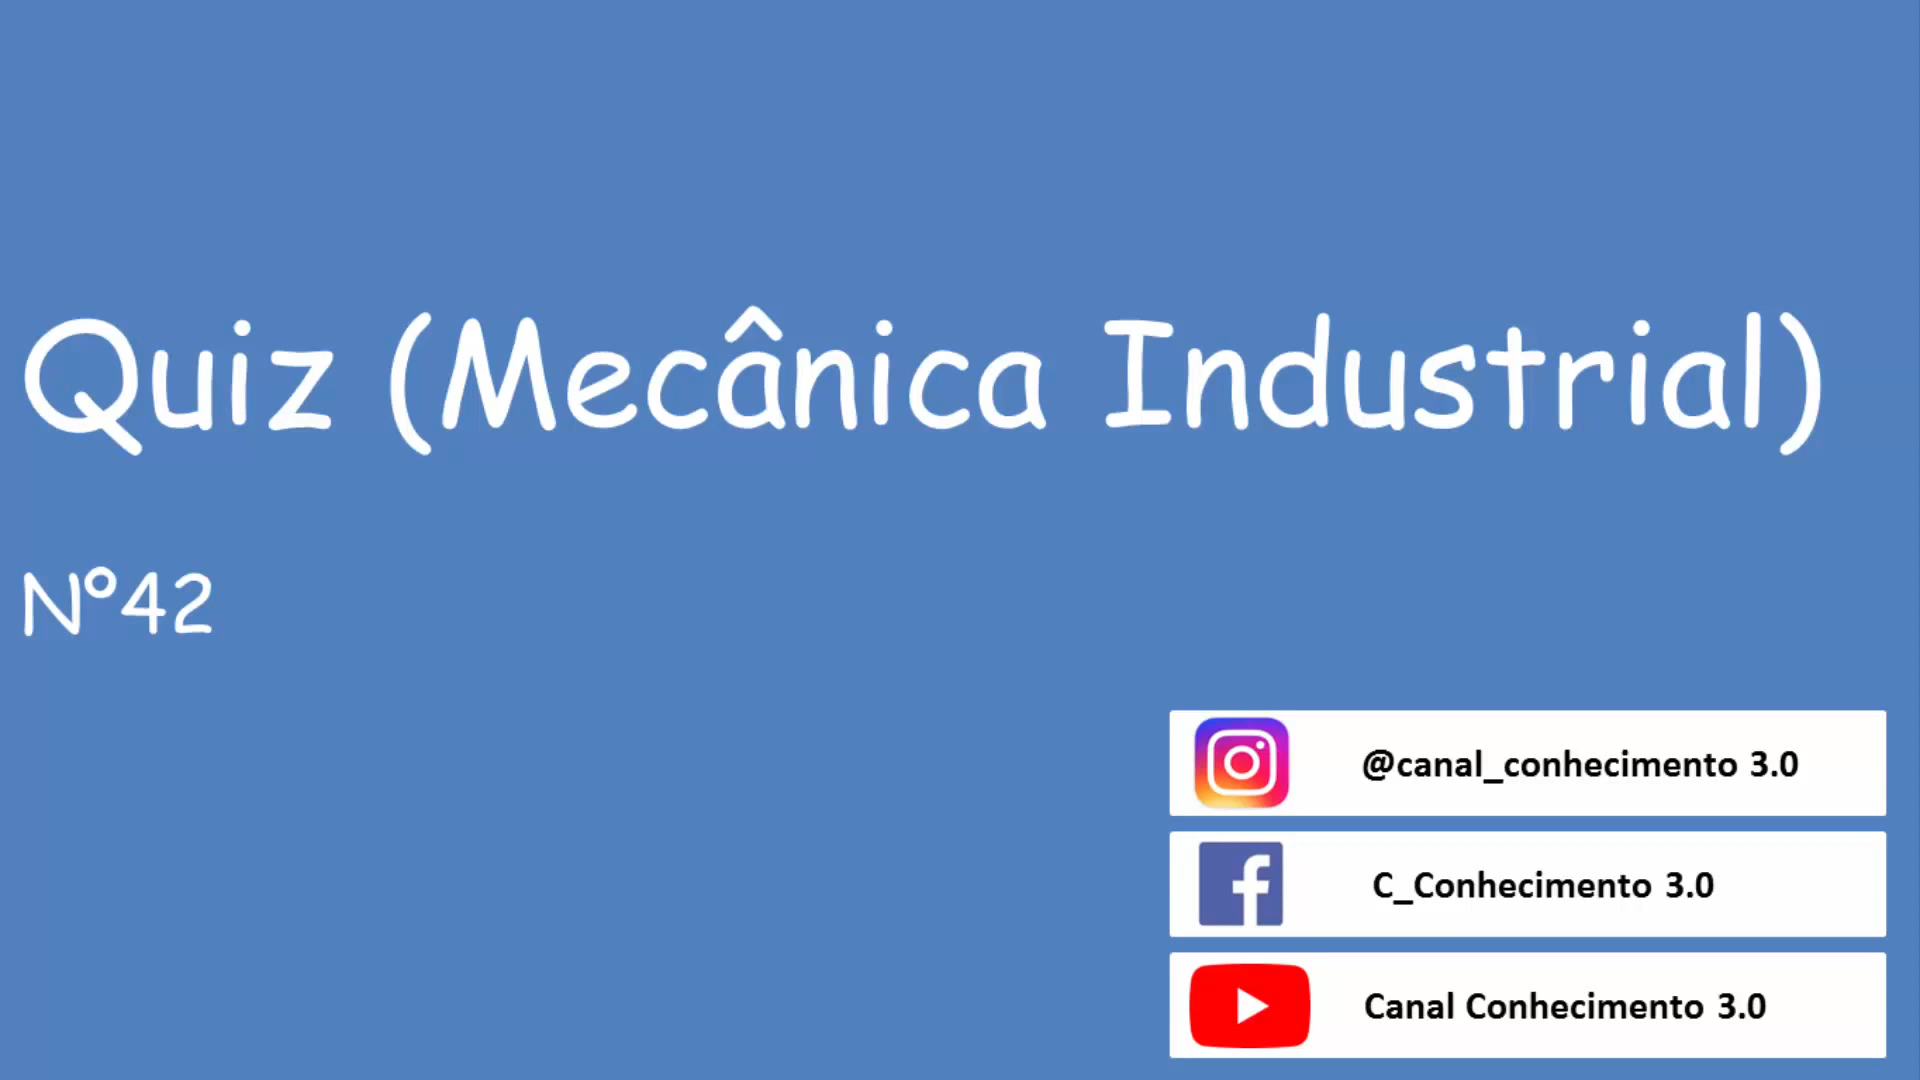 Quiz (Mecânica Industrial)
Nº42
@canal_conhecimento 3.0
C_Conhecimento 3.0
Canal Conhecimento 3.0